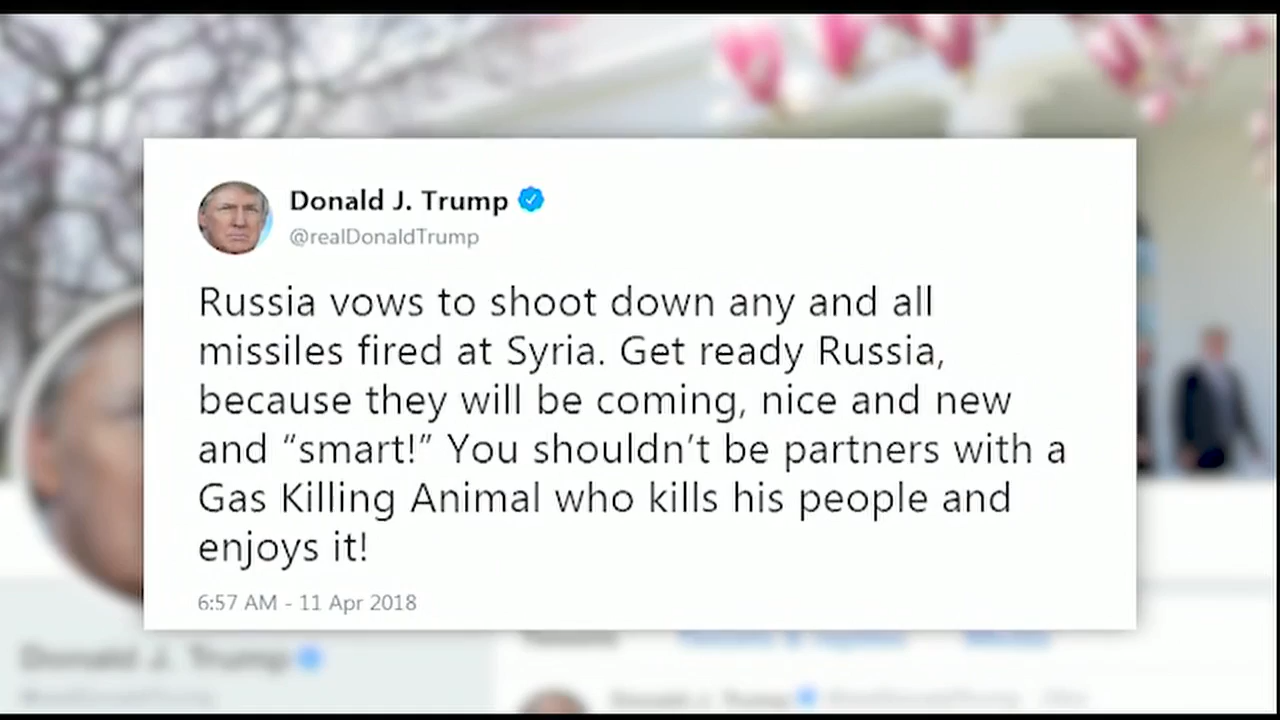 Donald J. Trump
@realDonaldTrump
Russia vows to shoot down any and all
missiles fired at Syria. Get ready Russia,
because they will be coming, nice and new
and “smart!” You shouldn’t be partners with a
Gas Killing Animal who kills his people and
enjoys it!
6:57 AM - 11 Apr 2018
Donald J. Trump